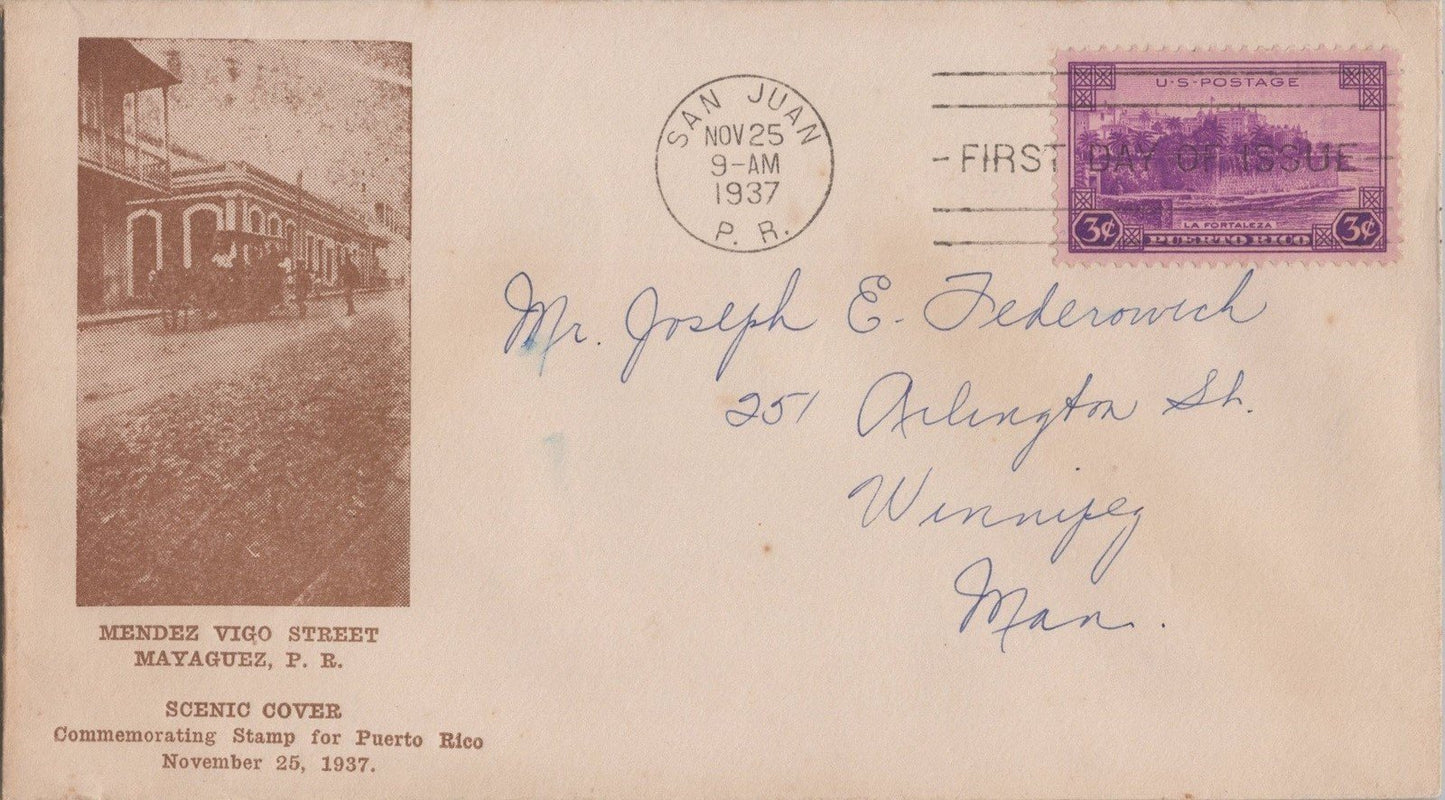 SAN JUAN
NOV 25
9-AM
1937
P. R.
FIRST DAY OF ISSUE
U·S·POSTAGE
LA FORTALEZA
3¢ PUERTO RICO 3¢
Mr. Joseph E. Federowich
251 Arlington St.
Winnipeg
Man.
MENDEZ VIGO STREET
MAYAGUEZ, P. R.
SCENIC COVER
Commemorating Stamp for Puerto Rico
November 25, 1937.